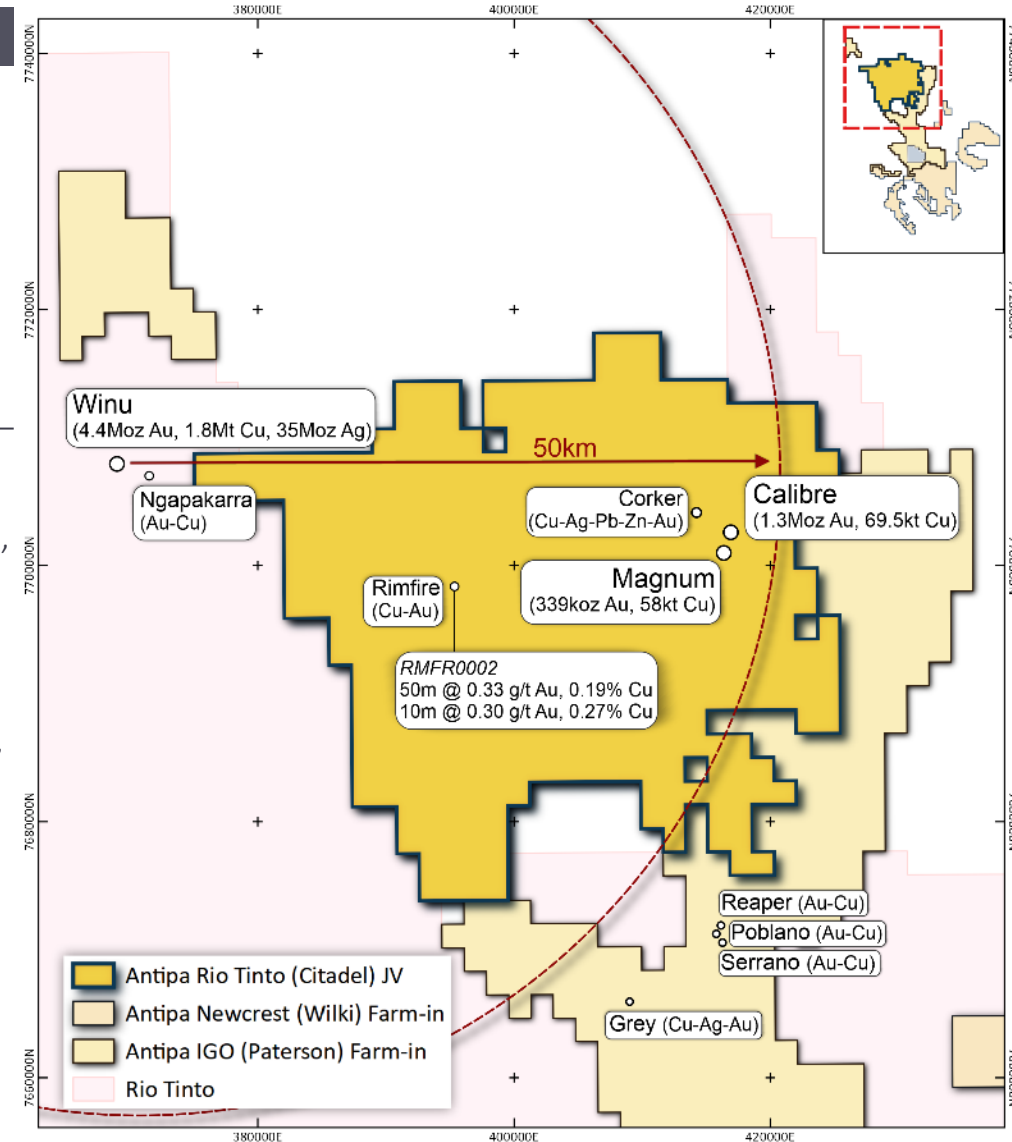 380000E
400000E
420000E
7740000N
7720000N
Winu
(4.4Moz Au, 1.8Mt Cu, 35Moz Ag)
50km
Ngapakarra
(Au-Cu)
Corker
(Cu-Ag-Pb-Zn-Au)
Calibre
(1.3Moz Au, 69.5kt Cu)
7700000N
Magnum
(339koz Au, 58kt Cu)
Rimfire
(Cu-Au)
RMFR0002
50m @ 0.33 g/t Au, 0.19% Cu
10m @ 0.30 g/t Au, 0.27% Cu
7680000N
Reaper (Au-Cu)
Poblano (Au-Cu)
Serrano (Au-Cu)
Grey (Cu-Ag-Au)
Antipa Rio Tinto (Citadel) JV
Antipa Newcrest (Wilki) Farm-in
Antipa IGO (Paterson) Farm-in
Rio Tinto
7660000N
380000E
400000E
420000E